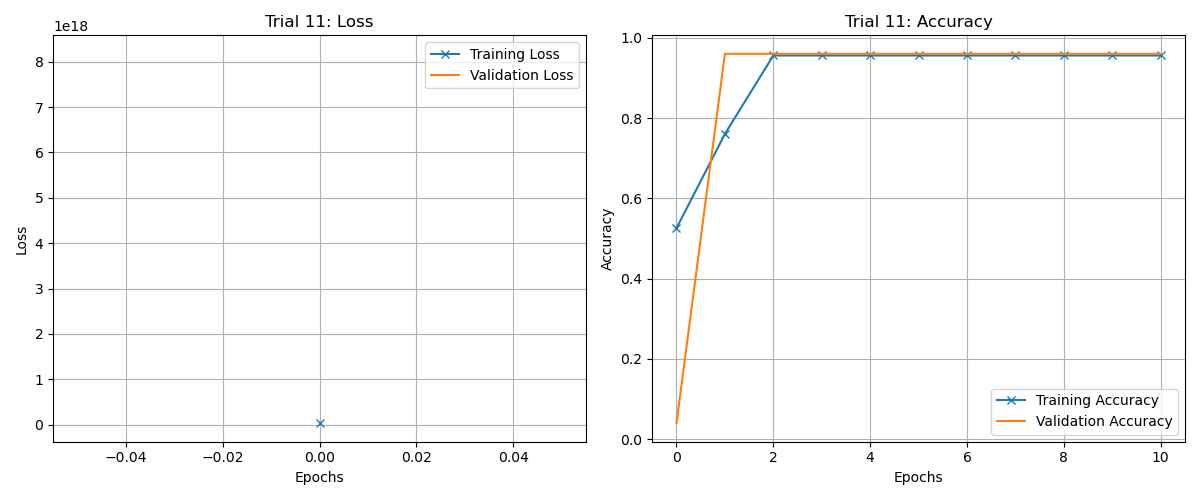 Trial 11: Loss
1e18
8
7
6
5
4
3
2
1
0
Loss
−0.04 −0.02 0.00 0.02 0.04
Epochs
Training Loss
Validation Loss
Trial 11: Accuracy
1.0
0.8
0.6
0.4
0.2
0.0
Accuracy
0 2 4 6 8 10
Epochs
Training Accuracy
Validation Accuracy